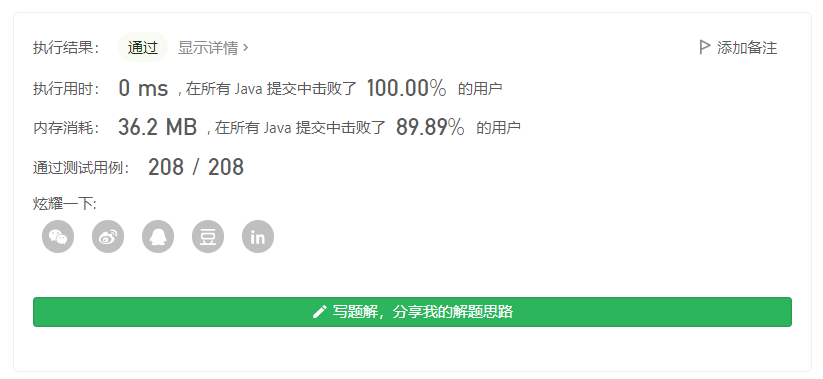 执行结果： 通过 显示详情 › 添加备注
执行用时： 0 ms , 在所有 Java 提交中击败了 100.00% 的用户
内存消耗： 36.2 MB , 在所有 Java 提交中击败了 89.89% 的用户
通过测试用例： 208 / 208
炫耀一下:
豆 in
写题解，分享我的解题思路